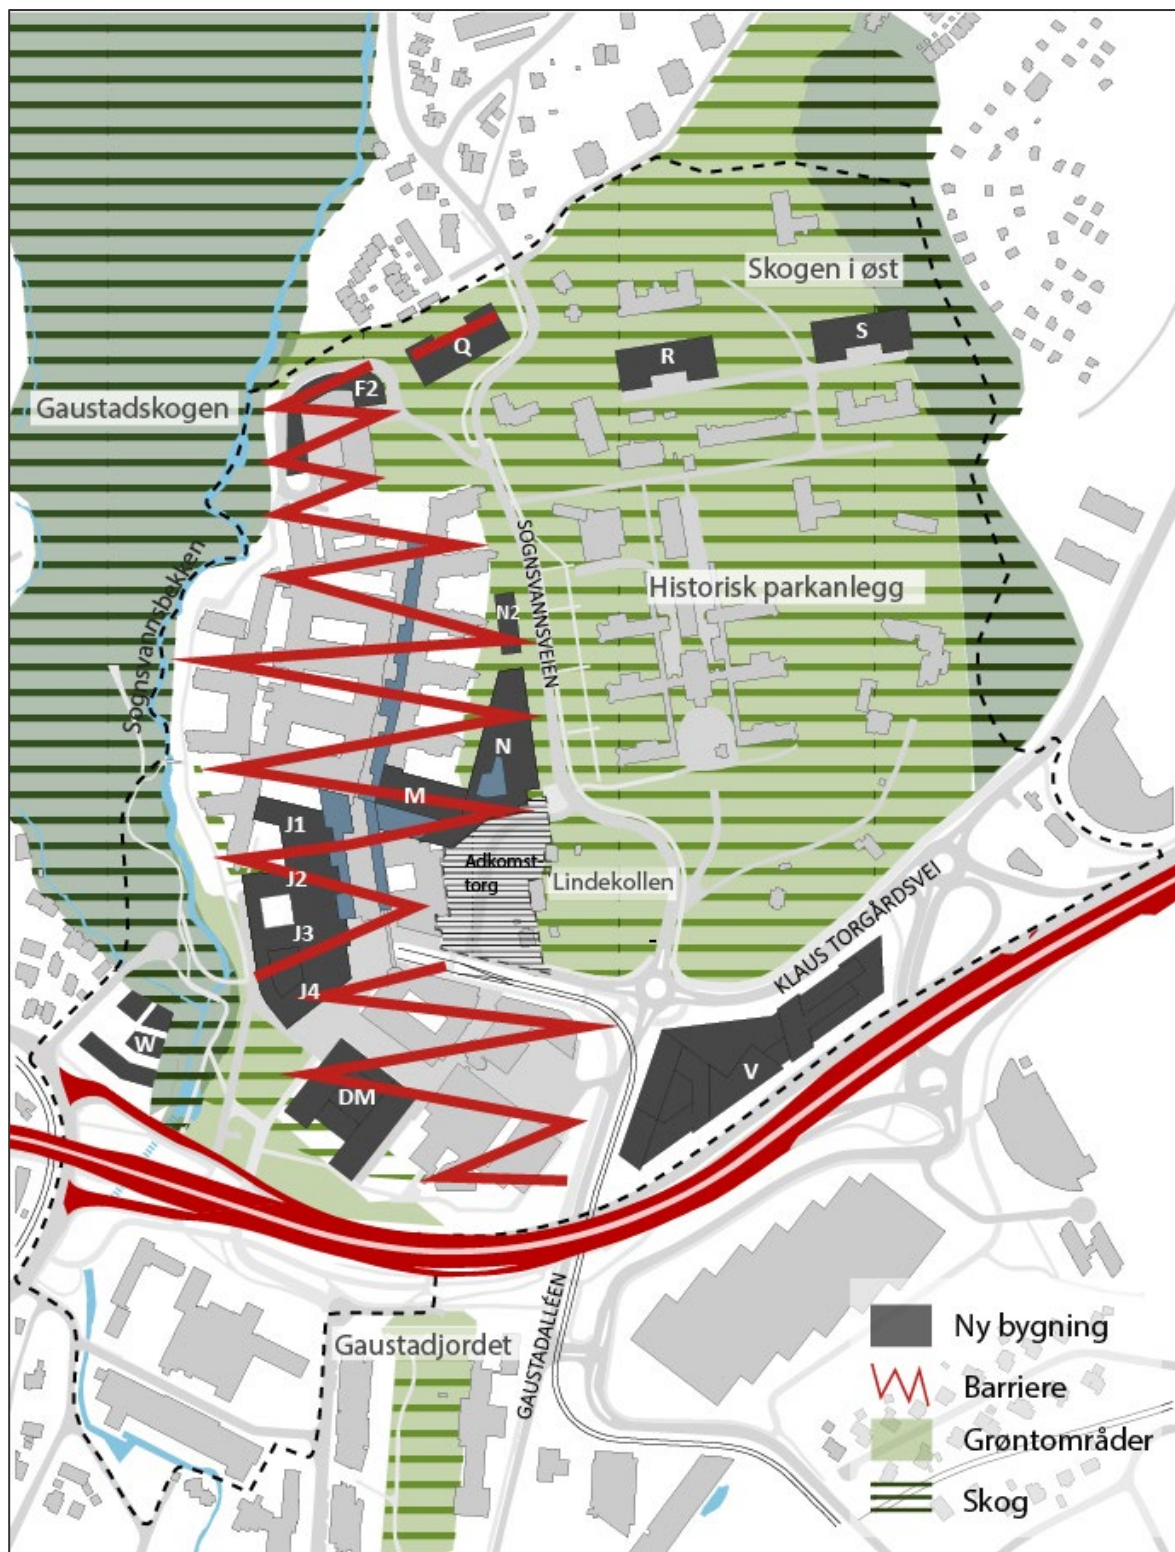 Skogen i øst
Q
R
S
F2
Gaustadskogen
SOGNSVANNSVEIEN
Sognsvannsbekken
Historisk parkanlegg
N2
N
M
J1
J2
J3
J4
Adkomst-
torg
Lindekollen
KLAUS TORGÅRDSVEI
W
DM
V
Gaustadjordet
GAUSTADALLÉEN
Ny bygning
Barriere
Grøntområder
Skog